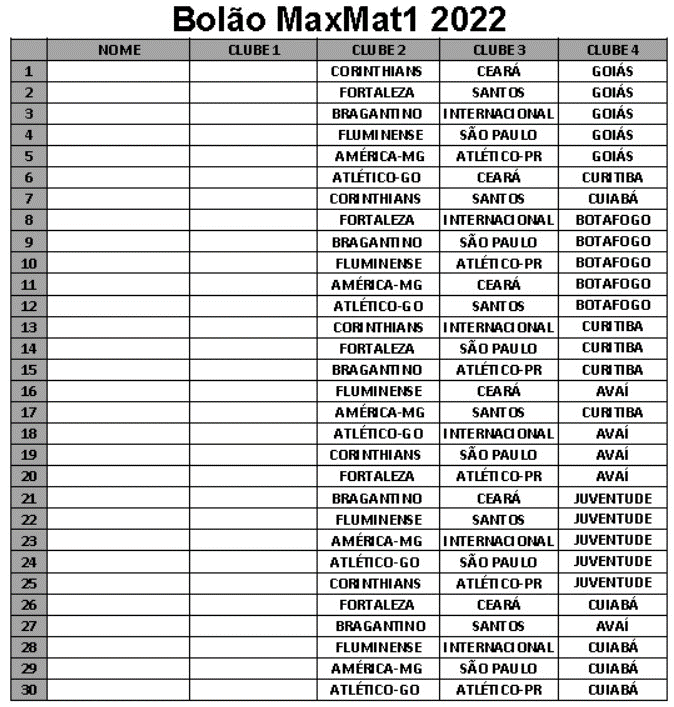 Bolão MaxMat1 2022
NOME CLUBE 1 CLUBE 2 CLUBE 3 CLUBE 4
1 CORINTHIANS CEARÁ GOIÁS
2 FORTALEZA SANTOS GOIÁS
3 BRAGANTINO INTERNACIONAL GOIÁS
4 FLUMINENSE SÃO PAULO GOIÁS
5 AMÉRICA-MG ATLÉTICO-PR GOIÁS
6 ATLÉTICO-GO CEARÁ CURITIBA
7 CORINTHIANS SANTOS CUIABÁ
8 FORTALEZA INTERNACIONAL BOTAFOGO
9 BRAGANTINO SÃO PAULO BOTAFOGO
10 FLUMINENSE ATLÉTICO-PR BOTAFOGO
11 AMÉRICA-MG CEARÁ BOTAFOGO
12 ATLÉTICO-GO SANTOS BOTAFOGO
13 CORINTHIANS INTERNACIONAL CURITIBA
14 FORTALEZA SÃO PAULO CURITIBA
15 BRAGANTINO ATLÉTICO-PR CURITIBA
16 FLUMINENSE CEARÁ AVAÍ
17 AMÉRICA-MG SANTOS CURITIBA
18 ATLÉTICO-GO INTERNACIONAL AVAÍ
19 CORINTHIANS SÃO PAULO AVAÍ
20 FORTALEZA ATLÉTICO-PR AVAÍ
21 BRAGANTINO CEARÁ JUVENTUDE
22 FLUMINENSE SANTOS JUVENTUDE
23 AMÉRICA-MG INTERNACIONAL JUVENTUDE
24 ATLÉTICO-GO SÃO PAULO JUVENTUDE
25 CORINTHIANS ATLÉTICO-PR JUVENTUDE
26 FORTALEZA CEARÁ CUIABÁ
27 BRAGANTINO SANTOS AVAÍ
28 FLUMINENSE INTERNACIONAL CUIABÁ
29 AMÉRICA-MG SÃO PAULO CUIABÁ
30 ATLÉTICO-GO ATLÉTICO-PR CUIABÁ